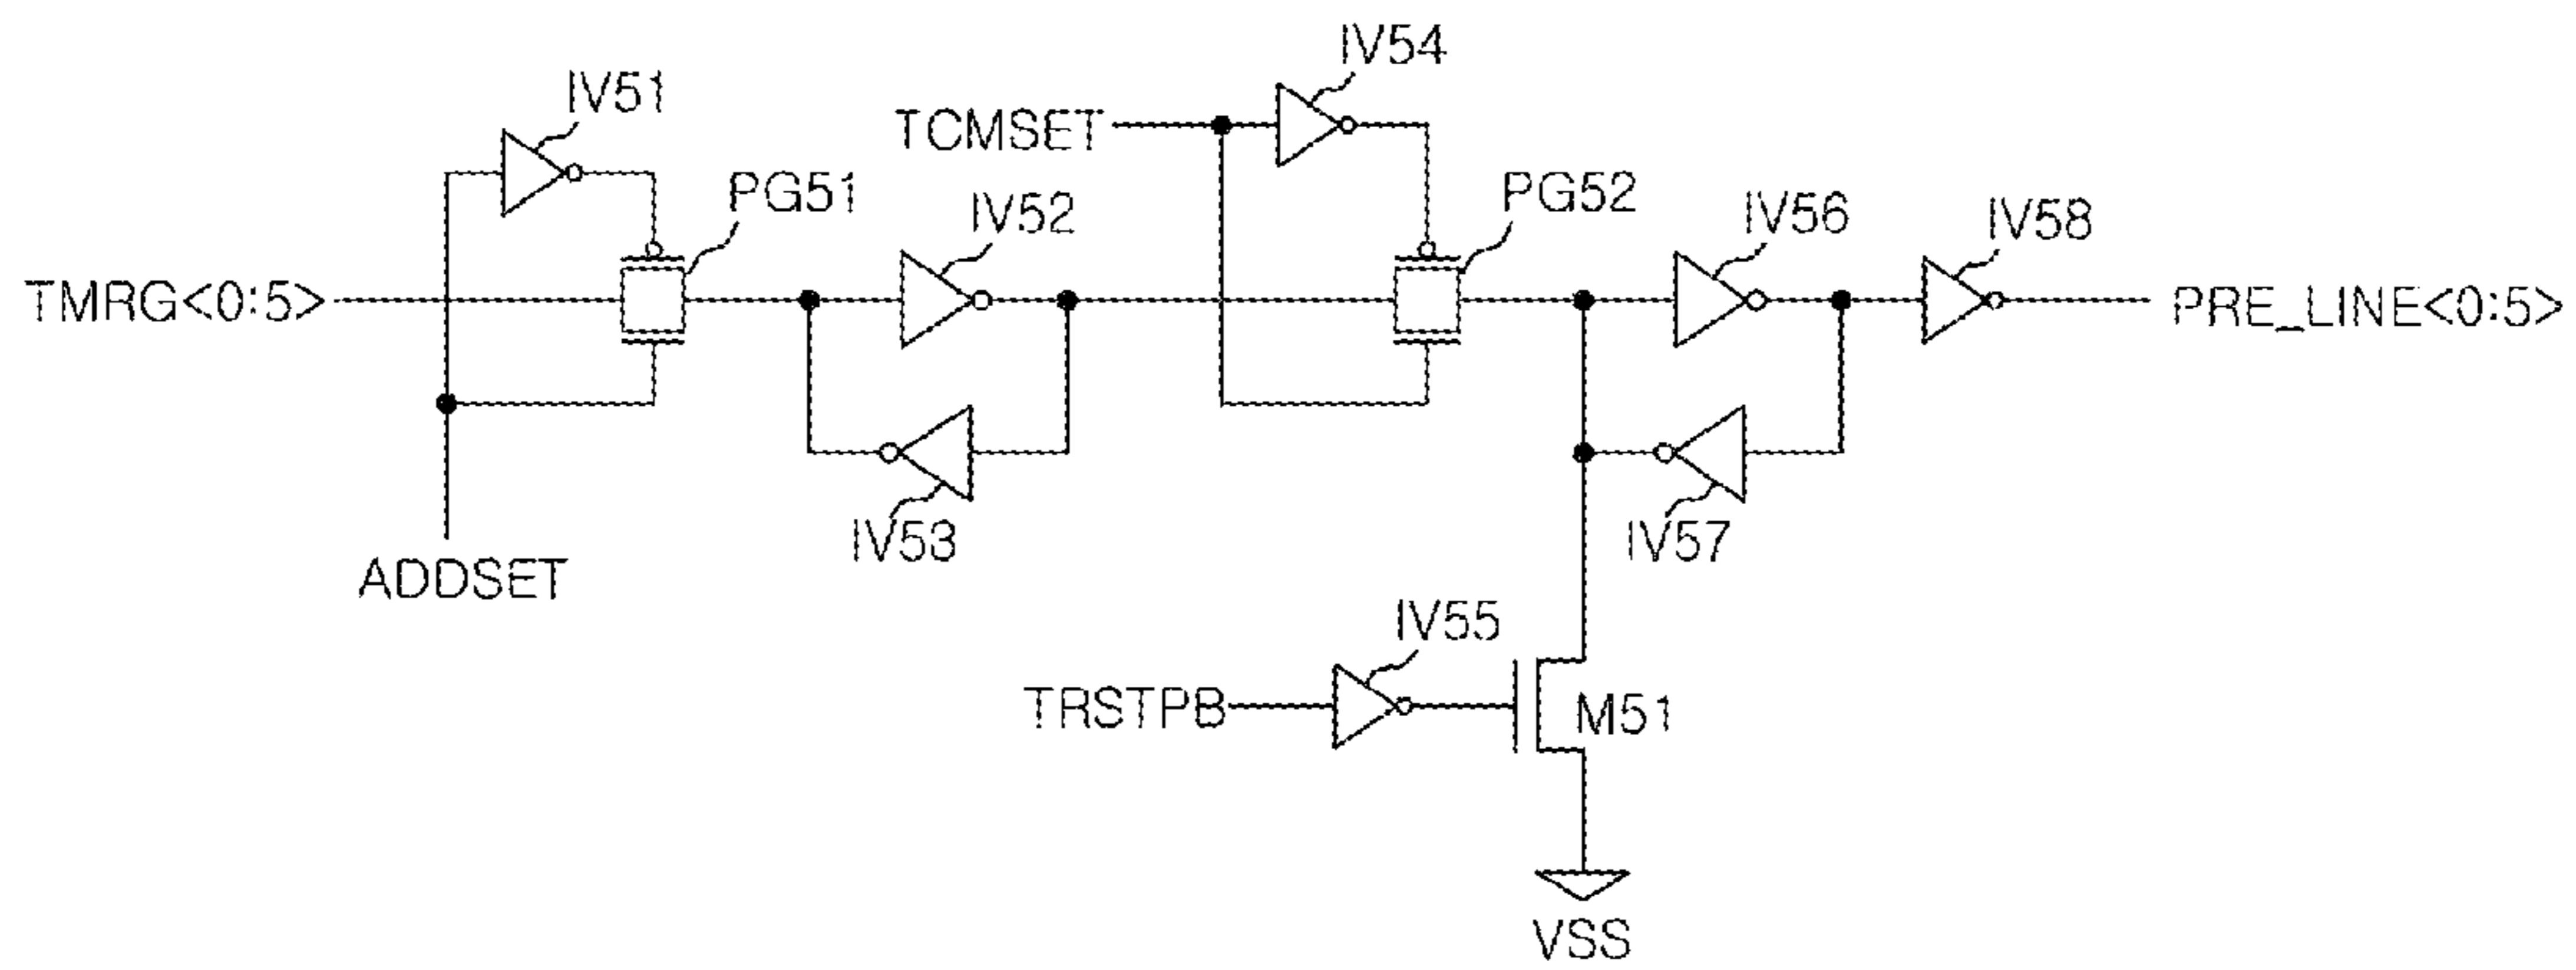 IV54
IV51
TCMSET
PG51
IV52
PG52
IV56
IV58
TMRG<0:5>
PRE_LINE<0:5>
IV53
IV57
ADDSET
IV55
TRSTPB
M51
VSS